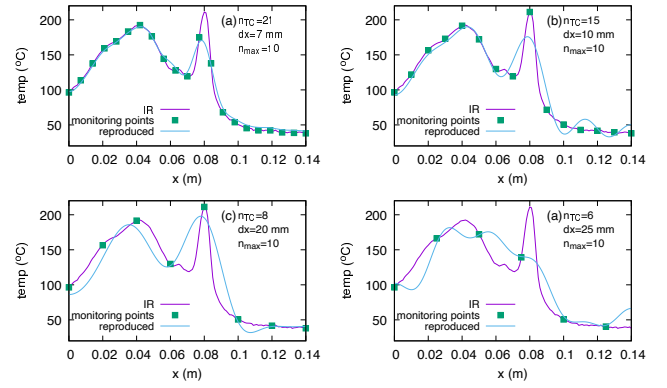 (a) n_TC=21
dx=7 mm
n_max=10
200
150
100
50
temp (°C)
IR
monitoring points
reproduced
0 0.02 0.04 0.06 0.08 0.1 0.12 0.14
x (m)
(b) n_TC=15
dx=10 mm
n_max=10
200
150
100
50
temp (°C)
IR
monitoring points
reproduced
0 0.02 0.04 0.06 0.08 0.1 0.12 0.14
x (m)
(c) n_TC=8
dx=20 mm
n_max=10
200
150
100
50
temp (°C)
IR
monitoring points
reproduced
0 0.02 0.04 0.06 0.08 0.1 0.12 0.14
x (m)
(a) n_TC=6
dx=25 mm
n_max=10
200
150
100
50
temp (°C)
IR
monitoring points
reproduced
0 0.02 0.04 0.06 0.08 0.1 0.12 0.14
x (m)